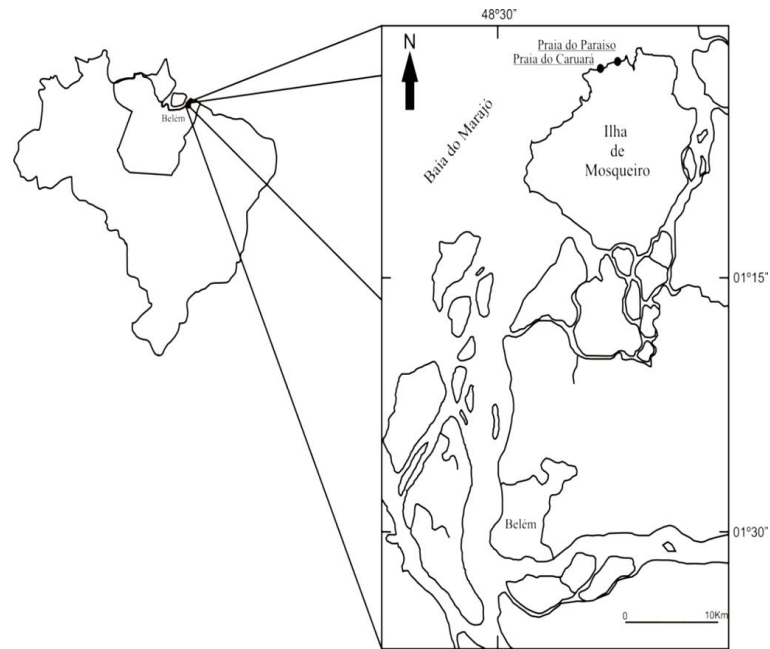 48°30"
N
Praia do Paraiso
Praia do Caruará
Belém
Ilha
de
Mosqueiro
Baia do Marajó
01°15"
Belém
01°30"
0 10Km